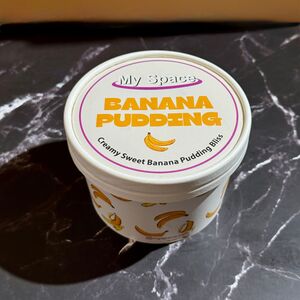 My Space
BANANA
PUDDING
Creamy Sweet Banana Pudding Bliss